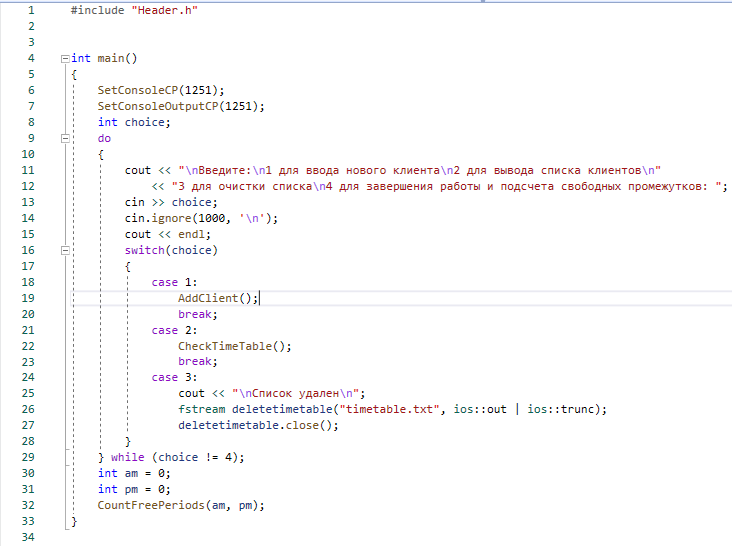 1 #include "Header.h"
2
3
4 int main()
5 {
6 SetConsoleCP(1251);
7 SetConsoleOutputCP(1251);
8 int choice;
9 do
10 {
11 cout << "\nВведите:\n1 для ввода нового клиента\n2 для вывода списка клиентов\n"
12 << "3 для очистки списка\n4 для завершения работы и подсчета свободных промежутков: ";
13 cin >> choice;
14 cin.ignore(1000, '\n');
15 cout << endl;
16 switch(choice)
17 {
18 case 1:
19 AddClient();
20 break;
21 case 2:
22 CheckTimeTable();
23 break;
24 case 3:
25 cout << "\nСписок удален\n";
26 fstream deletetimetable("timetable.txt", ios::out | ios::trunc);
27 deletetimetable.close();
28 }
29 } while (choice != 4);
30 int am = 0;
31 int pm = 0;
32 CountFreePeriods(am, pm);
33 }
34